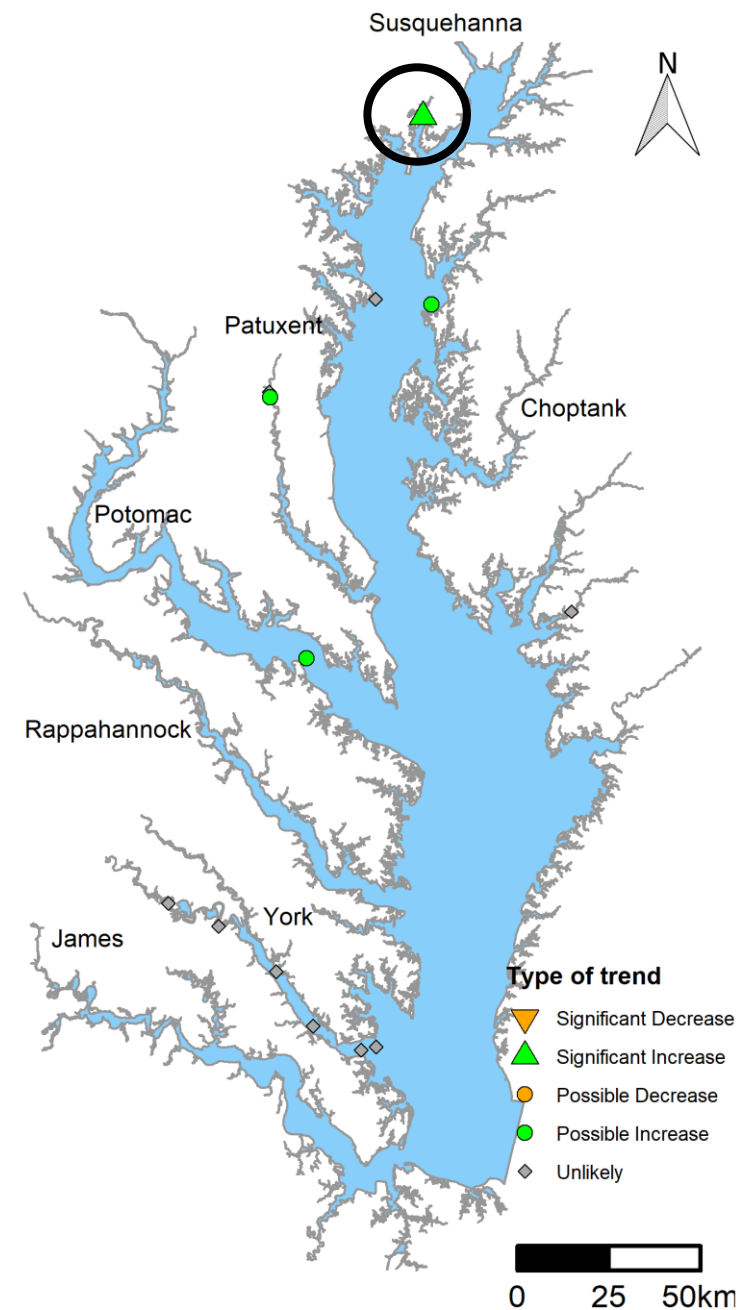 Susquehanna
N
Patuxent
Choptank
Potomac
Rappahannock
York
James
Type of trend
Significant Decrease
Significant Increase
Possible Decrease
Possible Increase
Unlikely
0 25 50km